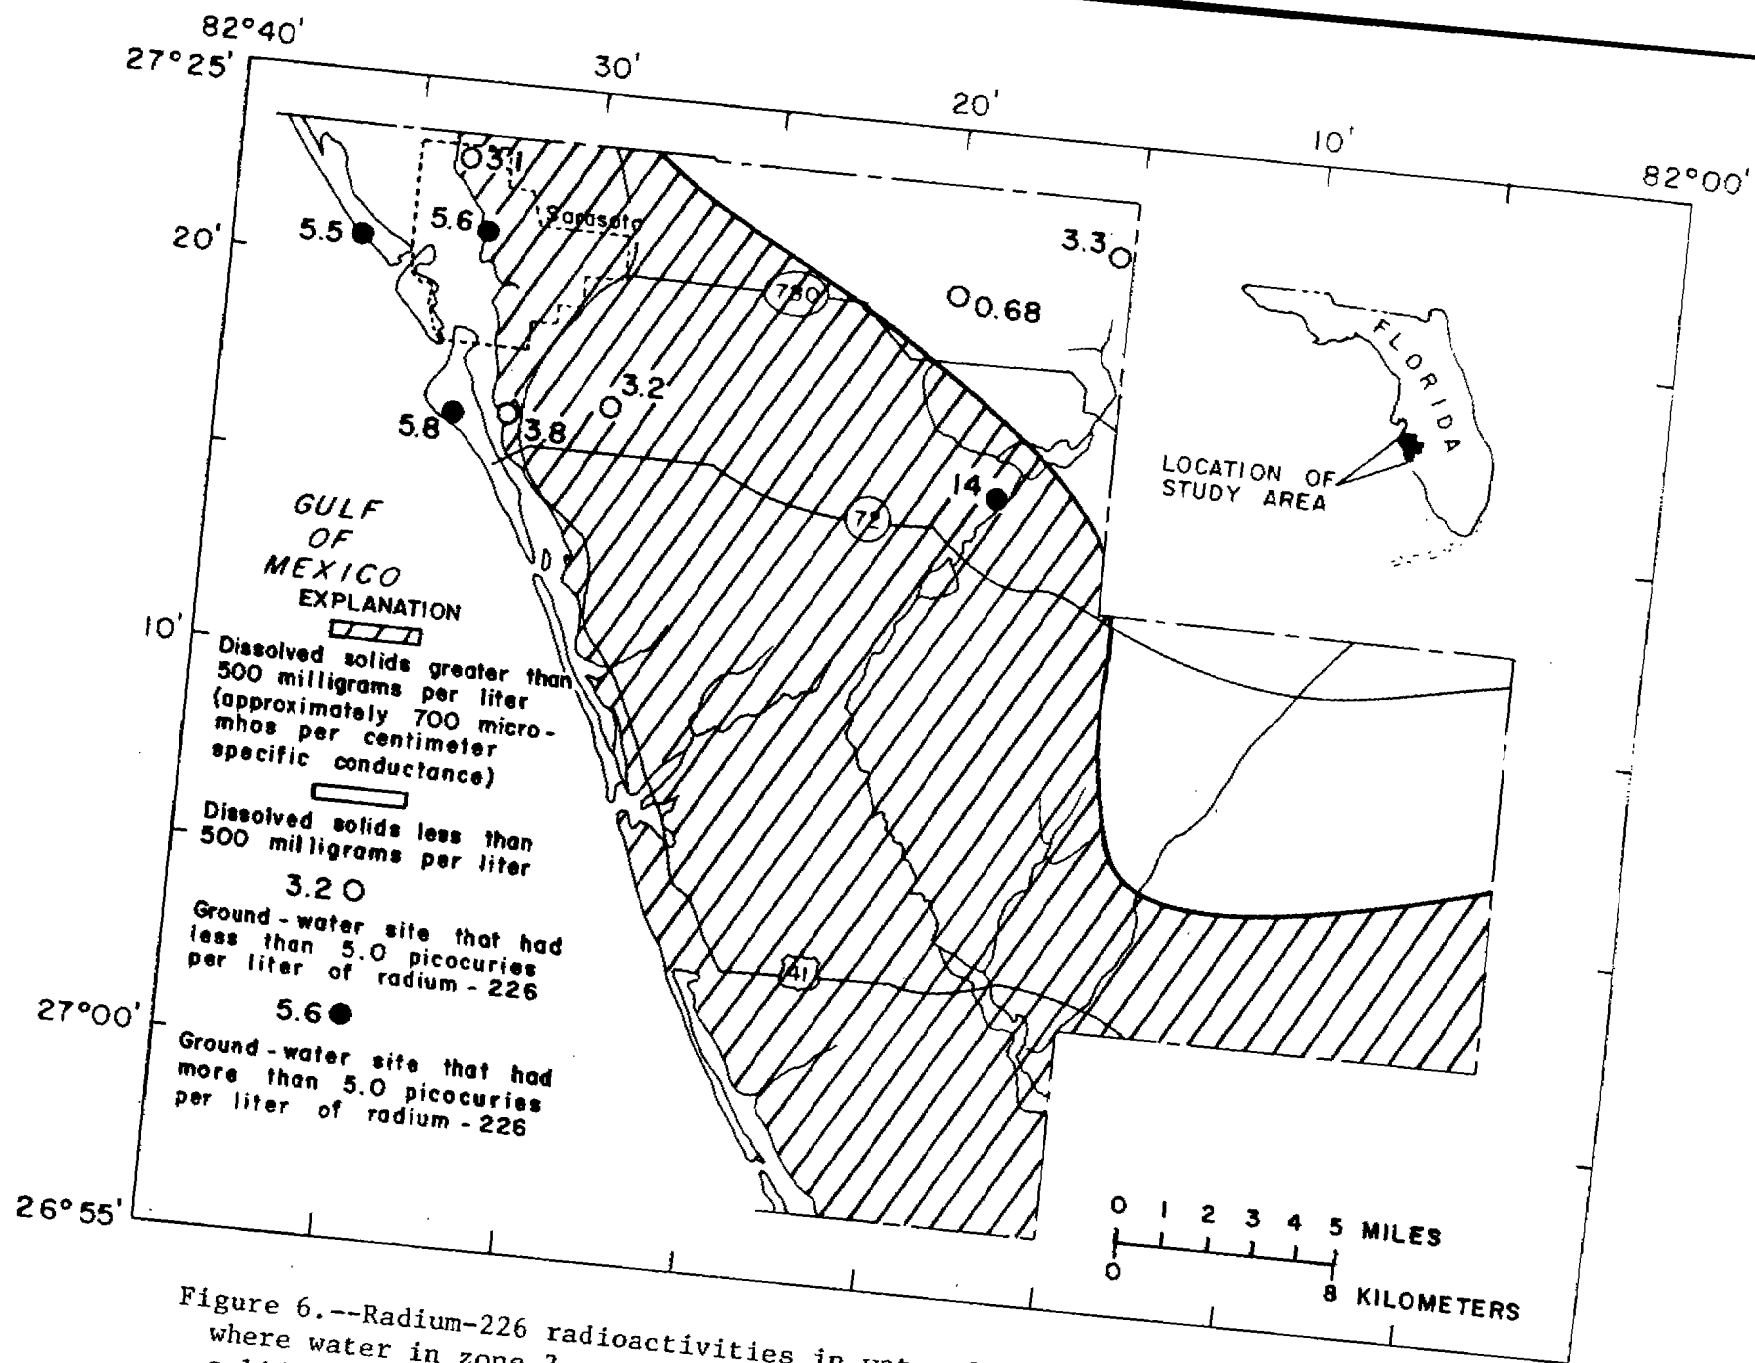 82°40'
27°25'
30'
20'
10'
82°00'
3.1
5.5
5.6
Sarasota
20'
3.3
780
0.68
FLORIDA
3.2
5.8
3.8
14
72
LOCATION OF
STUDY AREA
GULF
OF
MEXICO
EXPLANATION
10'
Dissolved solids greater than
500 milligrams per liter
(approximately 700 micro-
mhos per centimeter
specific conductance)
Dissolved solids less than
500 milligrams per liter
3.2
Ground-water site that had
less than 5.0 picocuries
per liter of radium-226
41
27°00'
5.6
Ground-water site that had
more than 5.0 picocuries
per liter of radium-226
26°55'
0 1 2 3 4 5 MILES
0 8 KILOMETERS
Figure 6.--Radium-226 radioactivities in
where water in zone